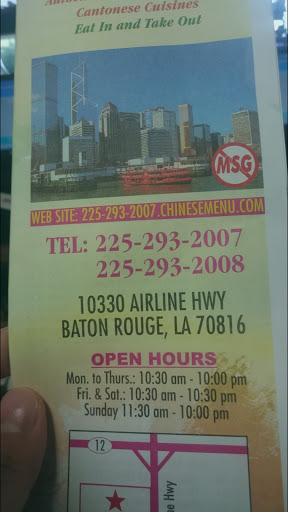 Cantonese Cuisines
Eat In and Take Out
MSG
WEB SITE: 225-293-2007.CHINESEMENU.COM
TEL: 225-293-2007
225-293-2008
10330 AIRLINE HWY
BATON ROUGE, LA 70816
OPEN HOURS
Mon. to Thurs.: 10:30 am - 10:00 pm
Fri. & Sat.: 10:30 am - 10:30 pm
Sunday 11:30 am - 10:00 pm
12
Hwy